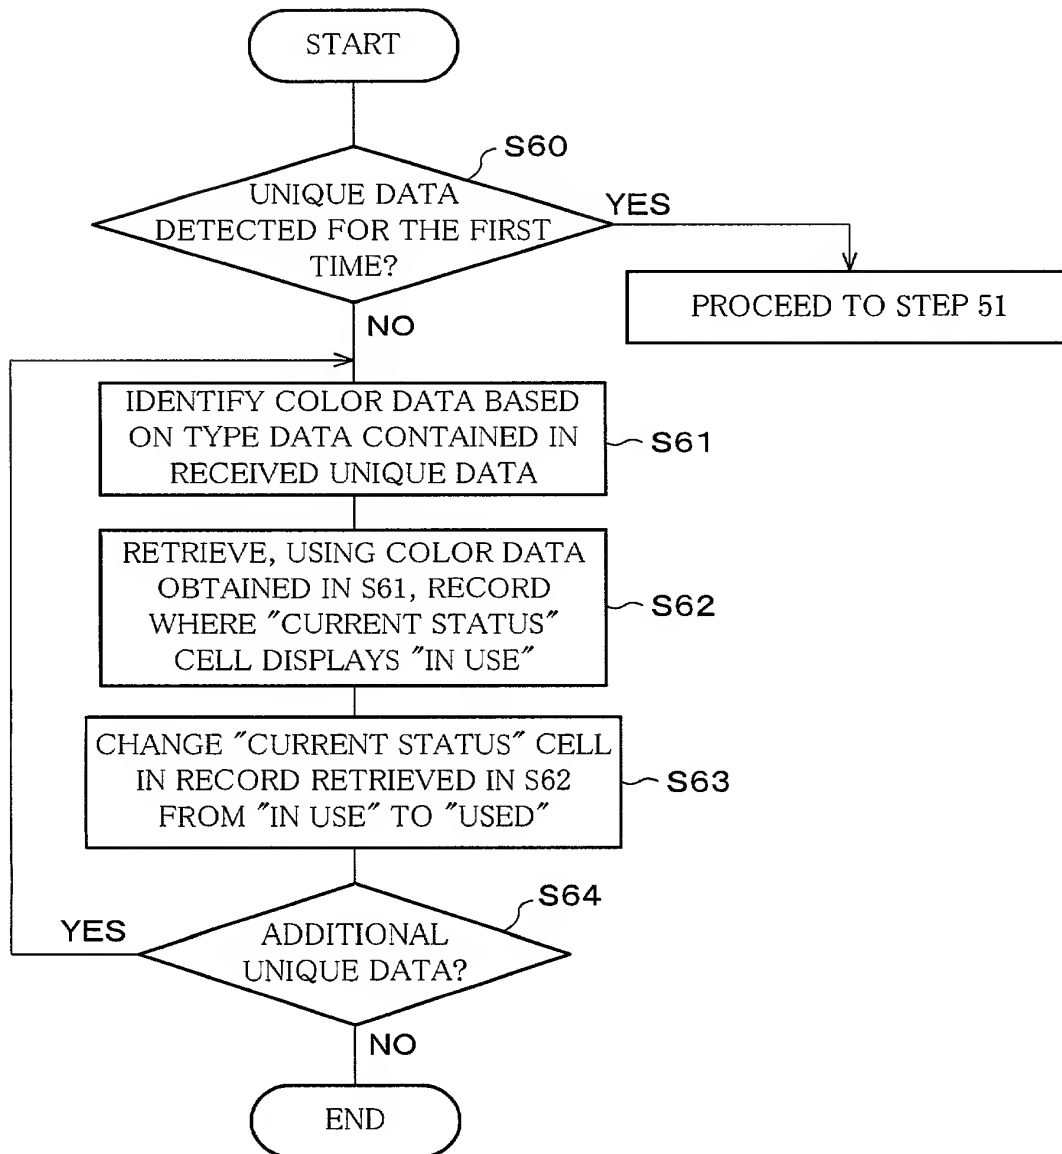 START
S60
UNIQUE DATA
DETECTED FOR THE FIRST
TIME?
YES
PROCEED TO STEP 51
NO
IDENTIFY COLOR DATA BASED
ON TYPE DATA CONTAINED IN
RECEIVED UNIQUE DATA
S61
RETRIEVE, USING COLOR DATA
OBTAINED IN S61, RECORD
WHERE "CURRENT STATUS"
CELL DISPLAYS "IN USE"
S62
CHANGE "CURRENT STATUS" CELL
IN RECORD RETRIEVED IN S62
FROM "IN USE" TO "USED"
S63
S64
YES
ADDITIONAL
UNIQUE DATA?
NO
END